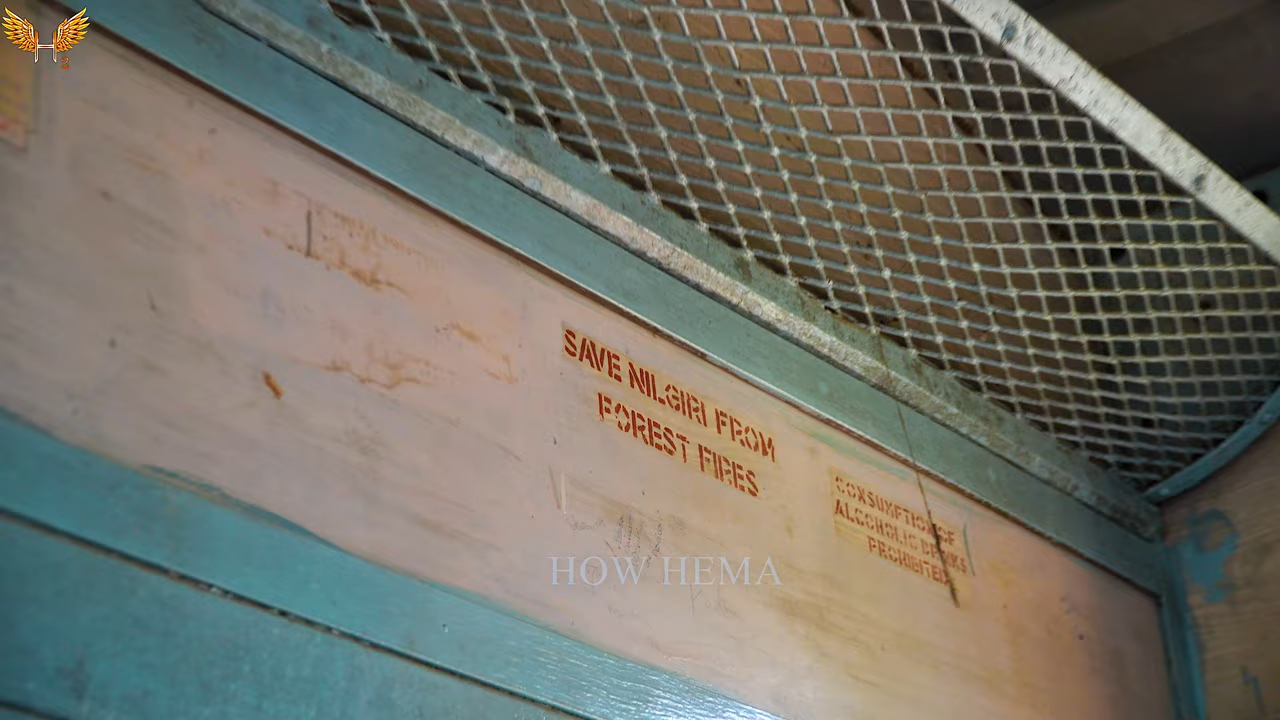 SAVE NILGIRI FROM
FOREST FIRES
CONSUMPTION OF
ALCOHOLIC DRINKS
PROHIBITED
HOW HEMA
H